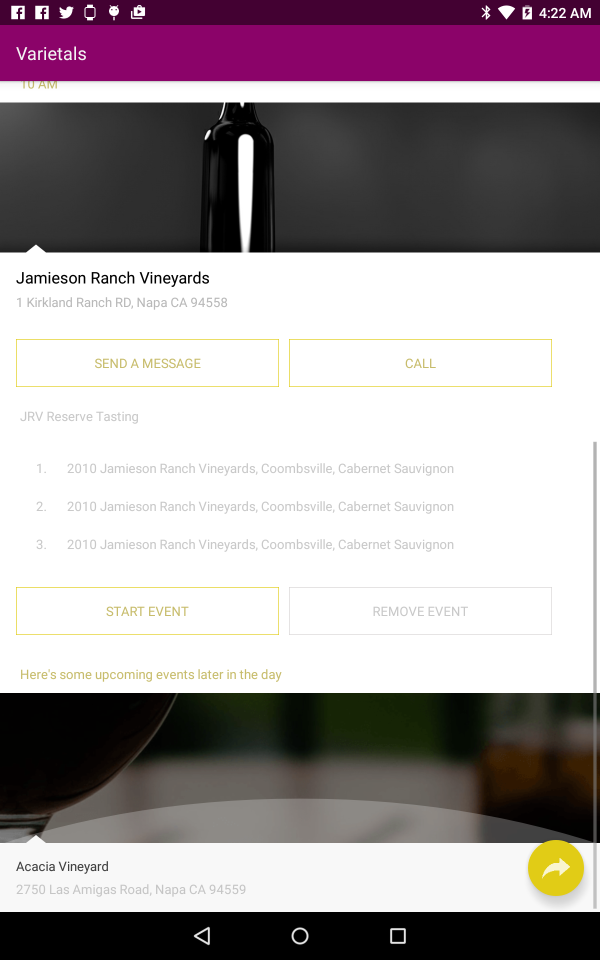 4:22 AM
Varietals
10 AM
Jamieson Ranch Vineyards
1 Kirkland Ranch RD, Napa CA 94558
SEND A MESSAGE
CALL
JRV Reserve Tasting
1. 2010 Jamieson Ranch Vineyards, Coombsville, Cabernet Sauvignon
2. 2010 Jamieson Ranch Vineyards, Coombsville, Cabernet Sauvignon
3. 2010 Jamieson Ranch Vineyards, Coombsville, Cabernet Sauvignon
START EVENT
REMOVE EVENT
Here's some upcoming events later in the day
Acacia Vineyard
2750 Las Amigas Road, Napa CA 94559